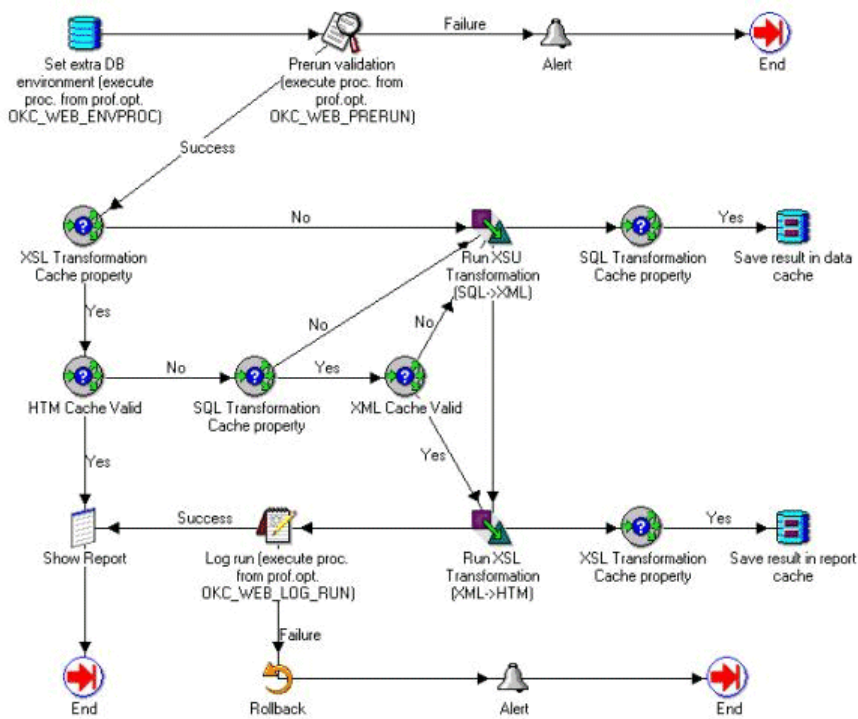 Failure
Set extra DB
environment (execute
proc. from prof.opt.
OKC_WEB_ENVPROC)
Prerun validation
(execute proc. from
prof.opt.
OKC_WEB_PRERUN)
Alert
End
Success
No
Yes
XSL Transformation
Cache property
Run XSU
Transformation
(SQL->XML)
SQL Transformation
Cache property
Save result in data
cache
Yes
No
No
No
Yes
HTM Cache Valid
SQL Transformation
Cache property
XML Cache Valid
Yes
Yes
Success
Yes
Show Report
Log run (execute proc.
from prof.opt.
OKC_WEB_LOG_RUN)
Run XSL
Transformation
(XML->HTM)
XSL Transformation
Cache property
Save result in report
cache
Failure
End
Rollback
Alert
End